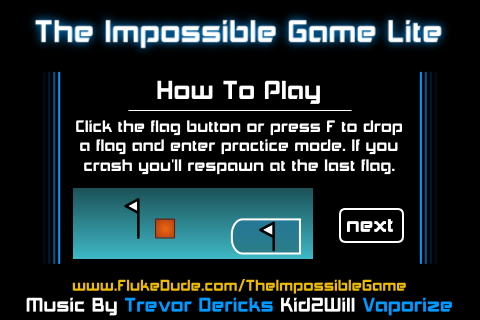 The Impossible Game Lite
How To Play
Click the flag button or press F to drop
a flag and enter practice mode. If you
crash you'll respawn at the last flag.
next
www.FlukeDude.com/TheImpossibleGame
Music By Trevor Dericks Kid2Will Vaporize